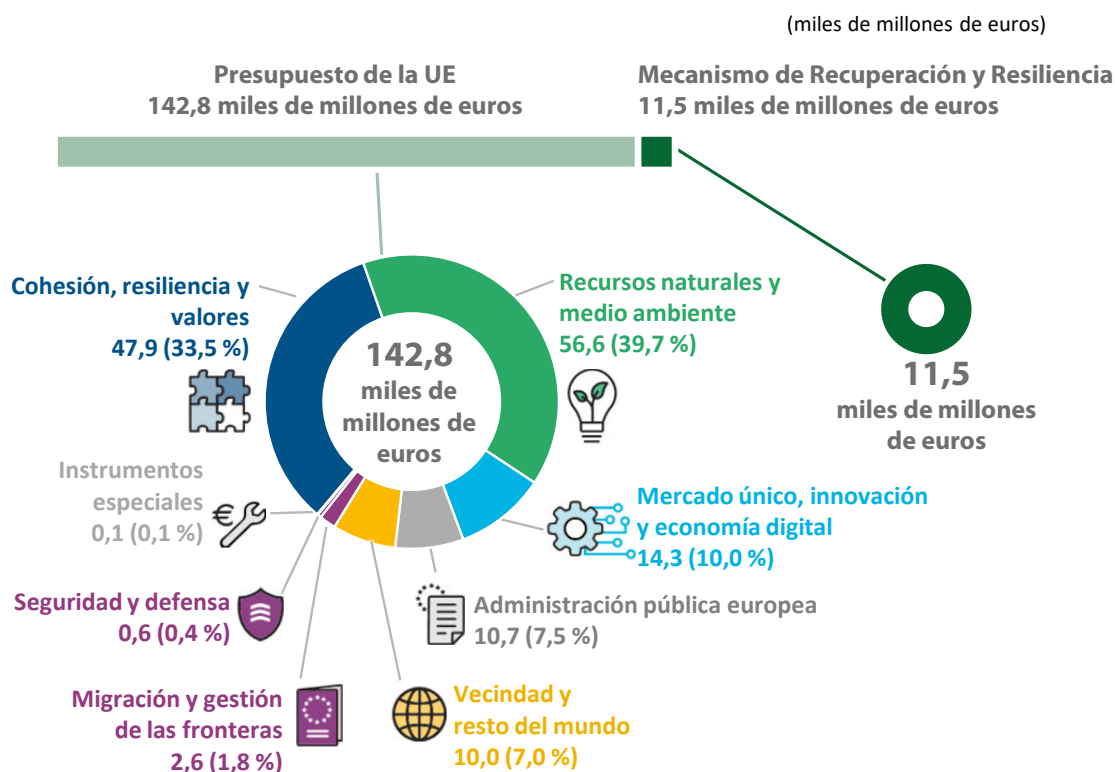 (miles de millones de euros)
Presupuesto de la UE
142,8 miles de millones de euros
Mecanismo de Recuperación y Resiliencia
11,5 miles de millones de euros
Cohesión, resiliencia y
valores
47,9 (33,5 %)
Recursos naturales y
medio ambiente
56,6 (39,7 %)
142,8
miles de
millones de
euros
11,5
miles de millones
de euros
Instrumentos
especiales
0,1 (0,1 %)
€
Mercado único, innovación
y economía digital
14,3 (10,0 %)
Seguridad y defensa
0,6 (0,4 %)
Administración pública europea
10,7 (7,5 %)
Migración y gestión
de las fronteras
2,6 (1,8 %)
Vecindad y
resto del mundo
10,0 (7,0 %)